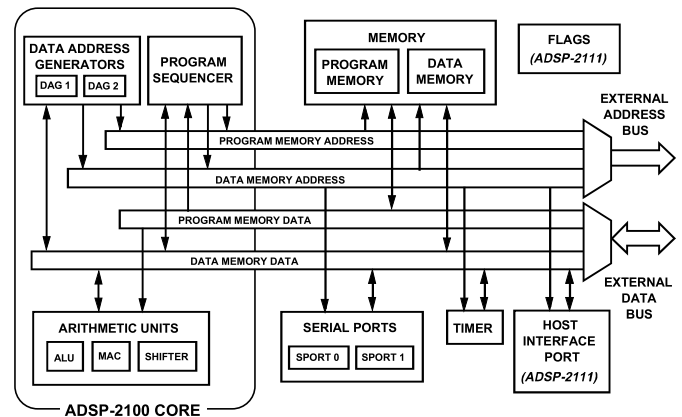 DATA ADDRESS
GENERATORS
DAG 1
DAG 2
PROGRAM
SEQUENCER
MEMORY
PROGRAM
MEMORY
DATA
MEMORY
FLAGS
(ADSP-2111)
EXTERNAL
ADDRESS
BUS
PROGRAM MEMORY ADDRESS
DATA MEMORY ADDRESS
PROGRAM MEMORY DATA
DATA MEMORY DATA
EXTERNAL
DATA
BUS
ARITHMETIC UNITS
ALU
MAC
SHIFTER
SERIAL PORTS
SPORT 0
SPORT 1
TIMER
HOST
INTERFACE
PORT
(ADSP-2111)
ADSP-2100 CORE